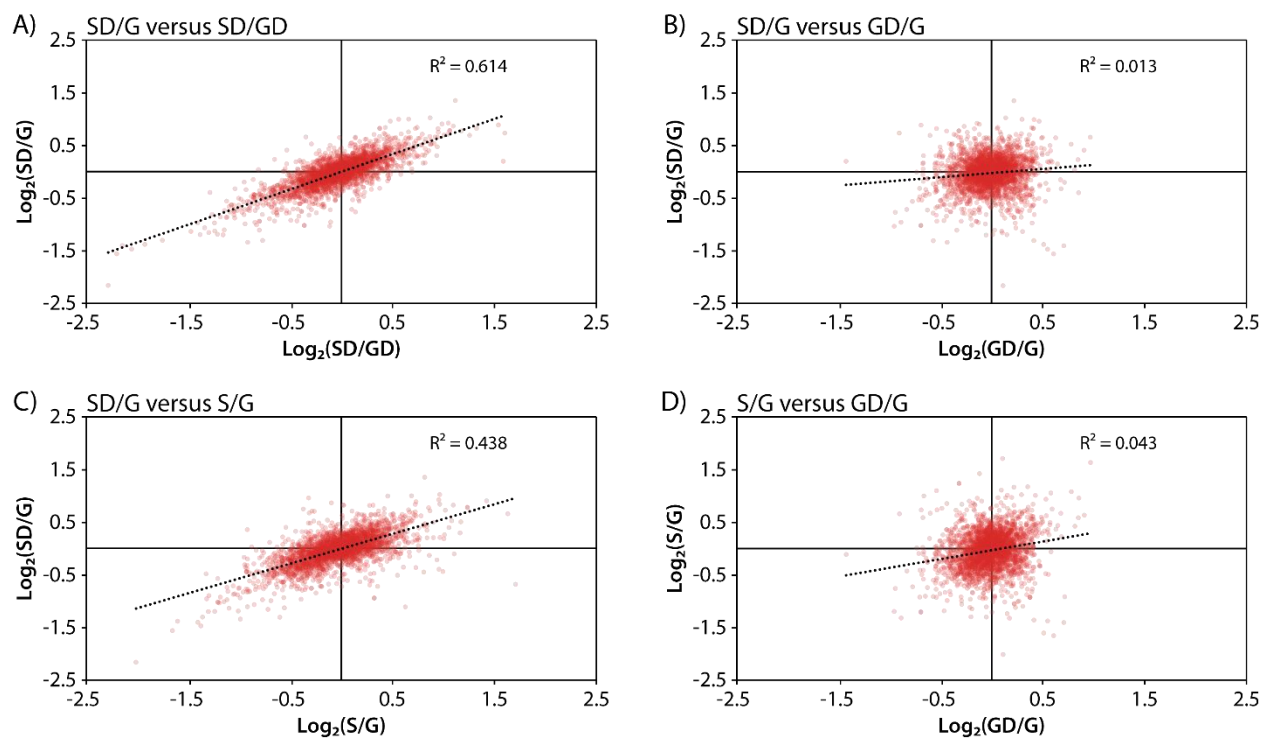 A) SD/G versus SD/GD
R² = 0.614
2.5
1.5
0.5
-0.5
-1.5
-2.5
Log₂(SD/G)
-2.5 -1.5 -0.5 0.5 1.5 2.5
Log₂(SD/GD)
B) SD/G versus GD/G
R² = 0.013
2.5
1.5
0.5
-0.5
-1.5
-2.5
Log₂(SD/G)
-2.5 -1.5 -0.5 0.5 1.5 2.5
Log₂(GD/G)
C) SD/G versus S/G
R² = 0.438
2.5
1.5
0.5
-0.5
-1.5
-2.5
Log₂(SD/G)
-2.5 -1.5 -0.5 0.5 1.5 2.5
Log₂(S/G)
D) S/G versus GD/G
R² = 0.043
2.5
1.5
0.5
-0.5
-1.5
-2.5
Log₂(S/G)
-2.5 -1.5 -0.5 0.5 1.5 2.5
Log₂(GD/G)